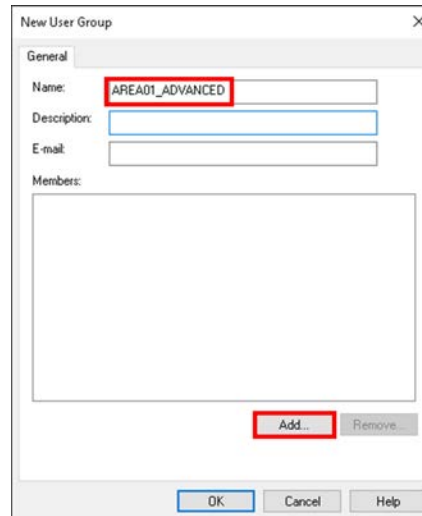 New User Group
General
Name: AREA01_ADVANCED
Description:
E-mail:
Members:
Add... Remove...
OK Cancel Help